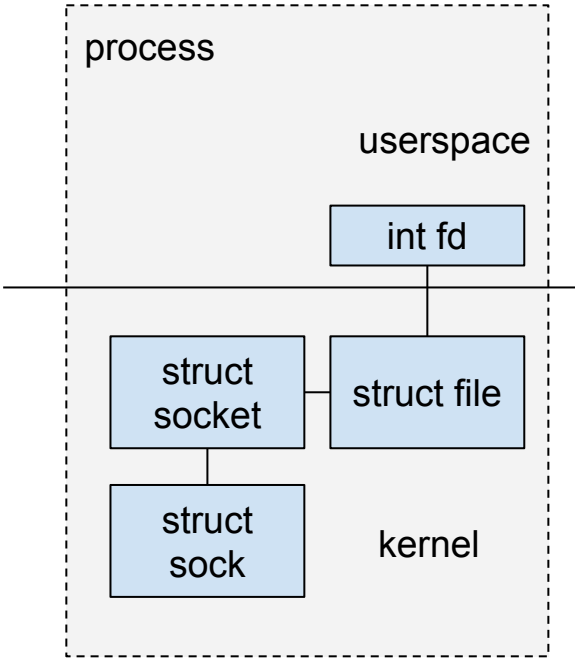 process
userspace
int fd
struct
socket
struct file
struct
sock
kernel